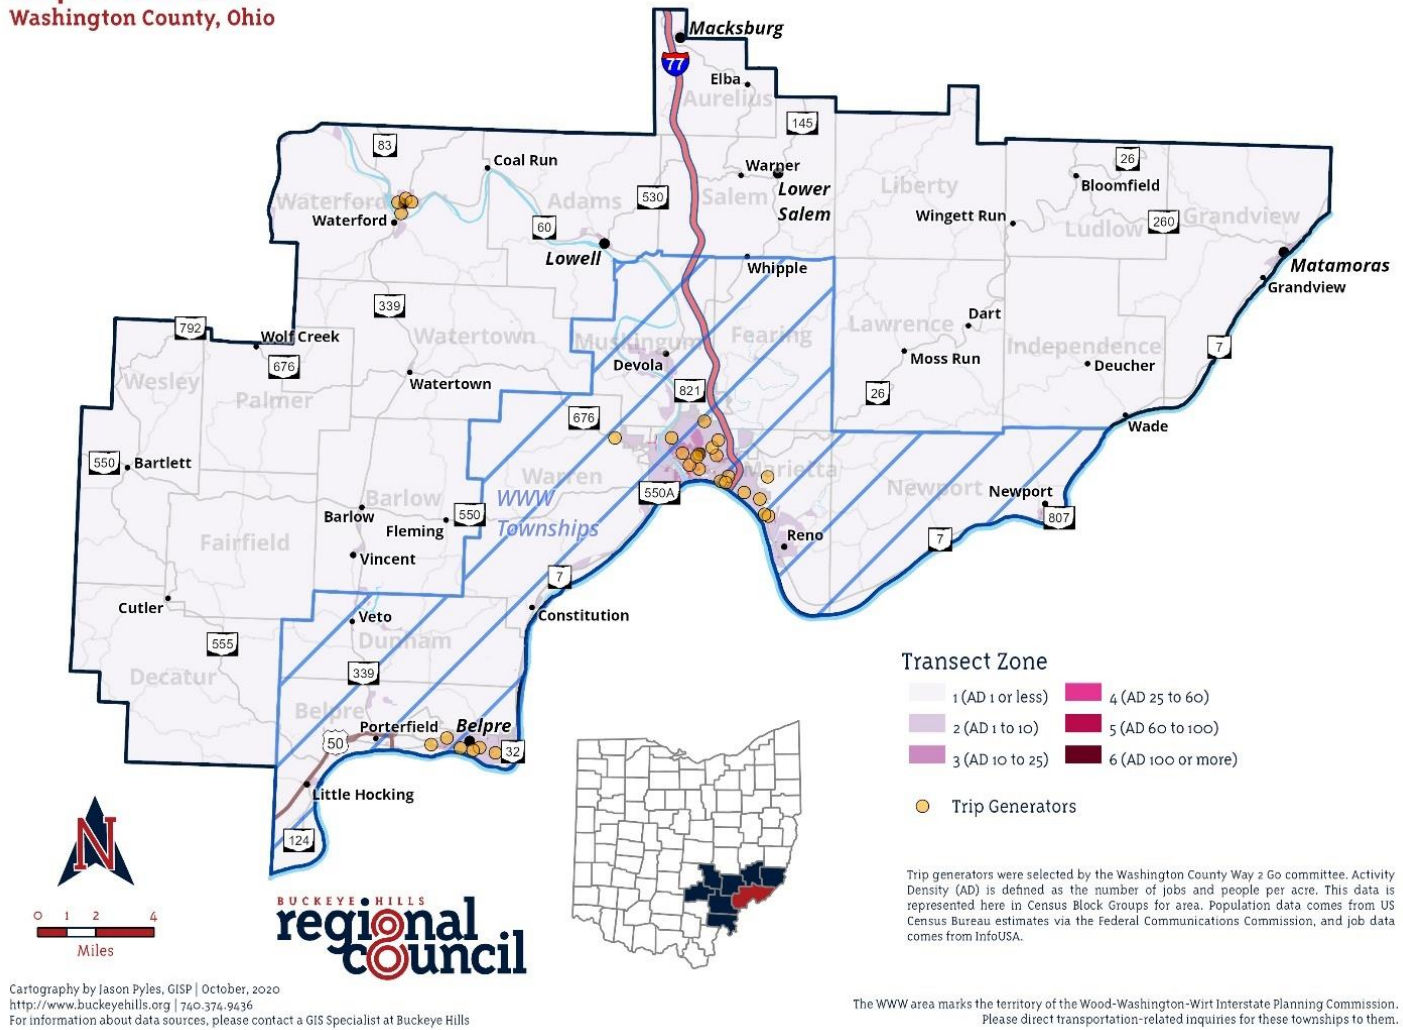 Washington County, Ohio
Macksburg
77
Elba
Aurelius
145
83
Coal Run
Warner
26
Bloomfield
Waterford
Adams
530
Salem
Lower
Salem
Liberty
Waterford
60
Wingett Run
Ludlow
260
Grandview
Lowell
Whipple
Matamoras
Grandview
339
792
Wolf Creek
676
Watertown
Muskingum
Fearing
Lawrence
Dart
Independence
7
Devola
Moss Run
Deucher
Wesley
Palmer
Watertown
821
26
676
Wade
550
Bartlett
Warren
Marietta
Newport
Newport
Barlow
WWW
Townships
550A
Barlow
Fleming
550
807
Fairfield
Vincent
Reno
7
7
Cutler
Veto
Constitution
555
Dunham
339
Decatur
Belpre
Porterfield
Belpre
50
32
Little Hocking
124
Transect Zone
1 (AD 1 or less)
4 (AD 25 to 60)
2 (AD 1 to 10)
5 (AD 60 to 100)
3 (AD 10 to 25)
6 (AD 100 or more)
Trip Generators
Trip generators were selected by the Washington County Way 2 Go committee. Activity
Density (AD) is defined as the number of jobs and people per acre. This data is
represented here in Census Block Groups for area. Population data comes from US
Census Bureau estimates via the Federal Communications Commission, and job data
comes from InfoUSA.
N
0 1 2 4
Miles
BUCKEYE HILLS
regional
council
Cartography by Jason Pyles, GISP | October, 2020
http://www.buckeyehills.org | 740.374.9436
For information about data sources, please contact a GIS Specialist at Buckeye Hills
The WWW area marks the territory of the Wood-Washington-Wirt Interstate Planning Commission.
Please direct transportation-related inquiries for these townships to them.